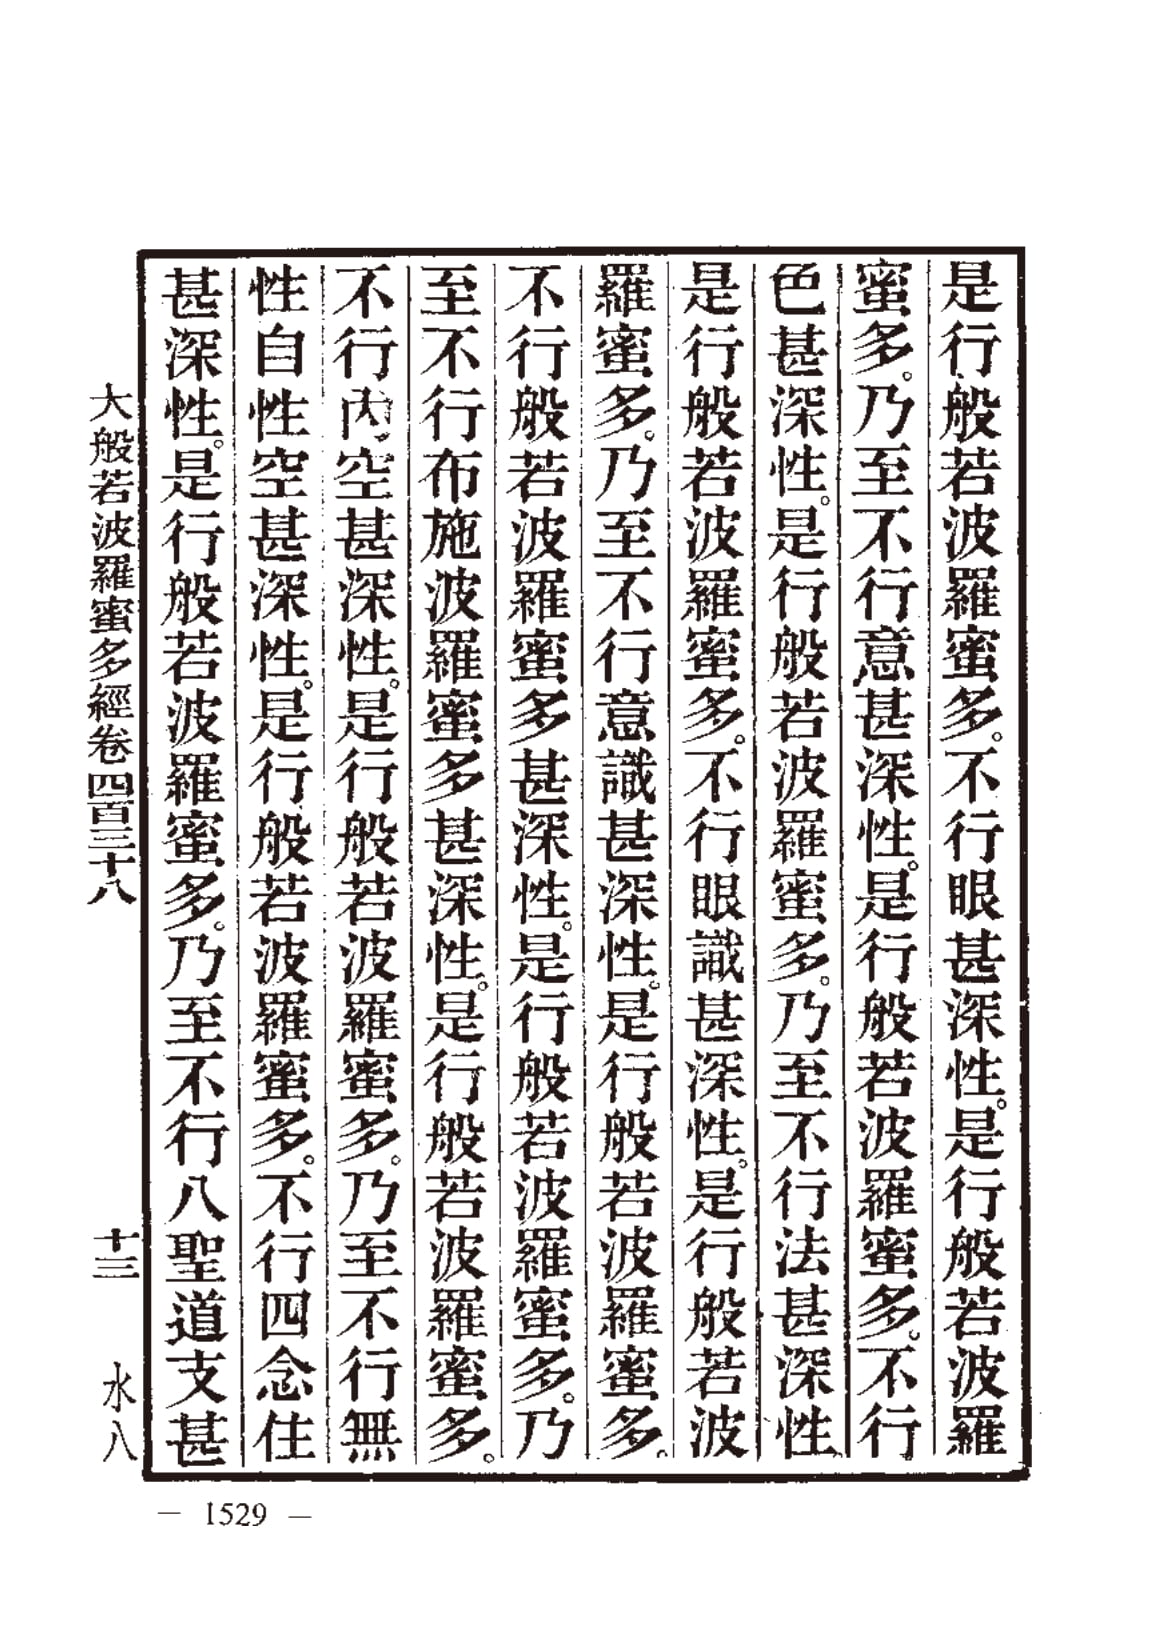 是行般若波羅蜜多。不行眼甚深性。是行般若波羅
蜜多。乃至不行意甚深性。是行般若波羅蜜多。不行
色甚深性。是行般若波羅蜜多。乃至不行法甚深性。
是行般若波羅蜜多。不行眼識甚深性。是行般若波
羅蜜多。乃至不行意識甚深性。是行般若波羅蜜多。
不行般若波羅蜜多甚深性。是行般若波羅蜜多。乃
至不行布施波羅蜜多甚深性。是行般若波羅蜜多。
不行內空甚深性。是行般若波羅蜜多。乃至不行無
性自性空甚深性。是行般若波羅蜜多。不行四念住
甚深性。是行般若波羅蜜多。乃至不行八聖道支甚
大般若波羅蜜多經卷四百三十八 十三 水八
— 1529 —